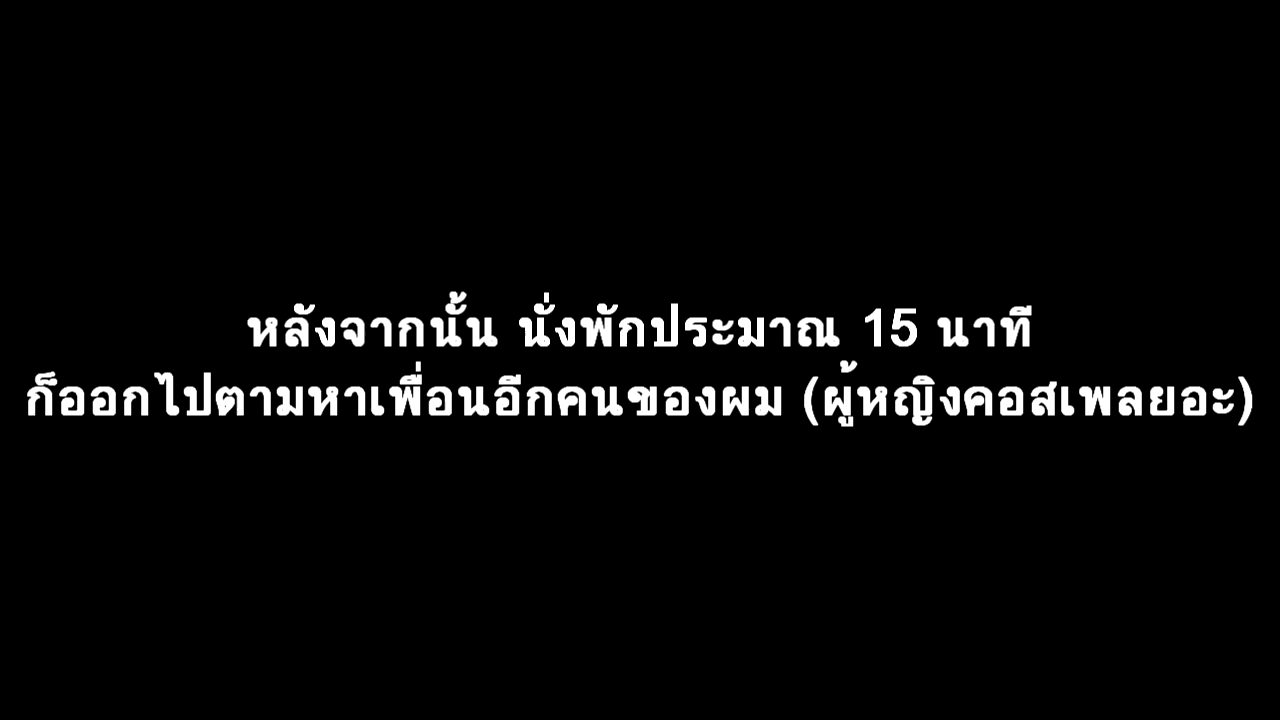 หลังจากนั้น นั่งพักประมาณ 15 นาที
ก็ออกไปตามหาเพื่อนอีกคนของผม (ผู้หญิงคอสเพลยอะ)